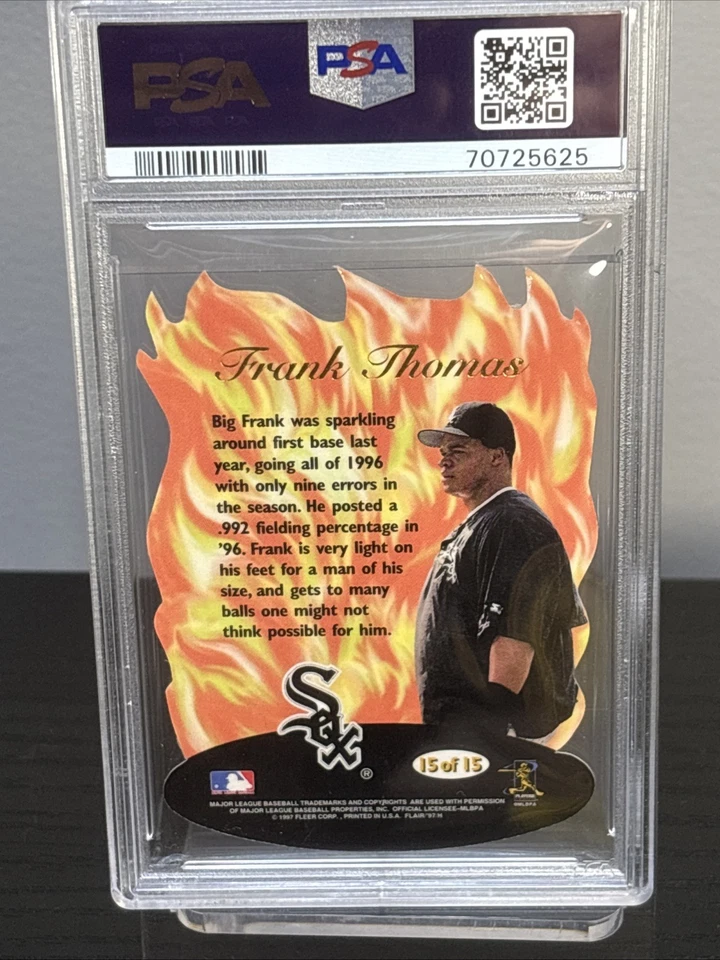 PSA
PSA
70725625
Frank Thomas
Big Frank was sparkling
around first base last
year, going all of 1996
with only nine errors in
the season. He posted a
.992 fielding percentage in
'96. Frank is very light on
his feet for a man of his
size, and gets to many
balls one might not
think possible for him.
Sox
®
15 of 15
PLAYERS
©MLBPA
MAJOR LEAGUE BASEBALL TRADEMARKS AND COPYRIGHTS ARE USED WITH PERMISSION
OF MAJOR LEAGUE BASEBALL PROPERTIES, INC. OFFICIAL LICENSEE–MLBPA
© 1997 FLEER CORP., PRINTED IN U.S.A. FLAIR '97/H